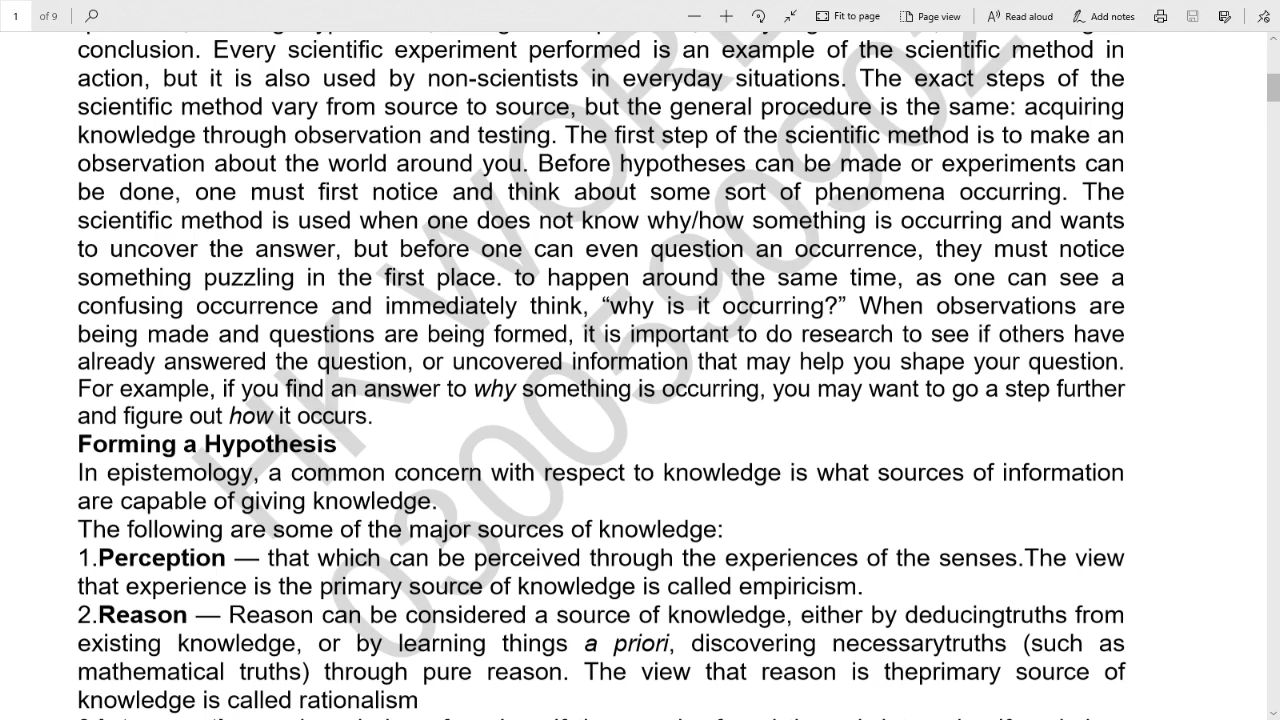 1 of 9 Fit to page Page view Read aloud Add notes
conclusion. Every scientific experiment performed is an example of the scientific method in
action, but it is also used by non-scientists in everyday situations. The exact steps of the
scientific method vary from source to source, but the general procedure is the same: acquiring
knowledge through observation and testing. The first step of the scientific method is to make an
observation about the world around you. Before hypotheses can be made or experiments can
be done, one must first notice and think about some sort of phenomena occurring. The
scientific method is used when one does not know why/how something is occurring and wants
to uncover the answer, but before one can even question an occurrence, they must notice
something puzzling in the first place. to happen around the same time, as one can see a
confusing occurrence and immediately think, “why is it occurring?” When observations are
being made and questions are being formed, it is important to do research to see if others have
already answered the question, or uncovered information that may help you shape your question.
For example, if you find an answer to why something is occurring, you may want to go a step further
and figure out how it occurs.
Forming a Hypothesis
In epistemology, a common concern with respect to knowledge is what sources of information
are capable of giving knowledge.
The following are some of the major sources of knowledge:
1.Perception — that which can be perceived through the experiences of the senses.The view
that experience is the primary source of knowledge is called empiricism.
2.Reason — Reason can be considered a source of knowledge, either by deducingtruths from
existing knowledge, or by learning things a priori, discovering necessarytruths (such as
mathematical truths) through pure reason. The view that reason is theprimary source of
knowledge is called rationalism